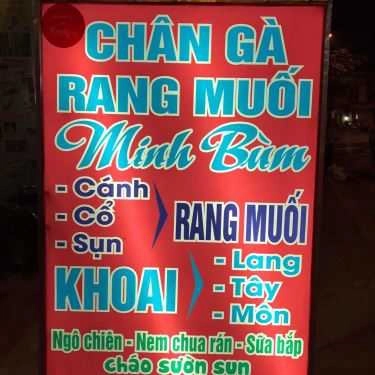 CHÂN GÀ
RANG MUỐI
Minh Bùm
- Cánh
- Cổ
- Sụn
RANG MUỐI
KHOAI
- Lang
- Tây
- Môn
Ngô chiên - Nem chua rán - Sữa bắp
cháo sườn sụn